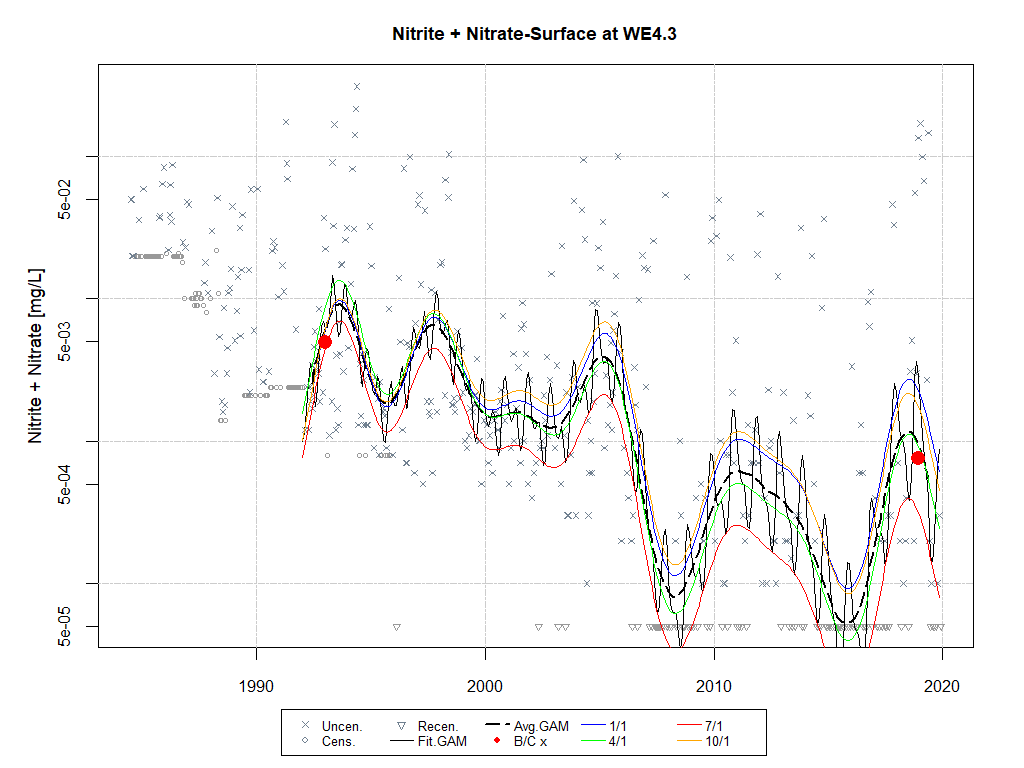 Nitrite + Nitrate-Surface at WE4.3
Nitrite + Nitrate [mg/L]
5e-02
5e-03
5e-04
5e-05
1990 2000 2010 2020
Uncen. Recen. Avg.GAM 1/1 7/1
Cens. Fit.GAM B/C x 4/1 10/1